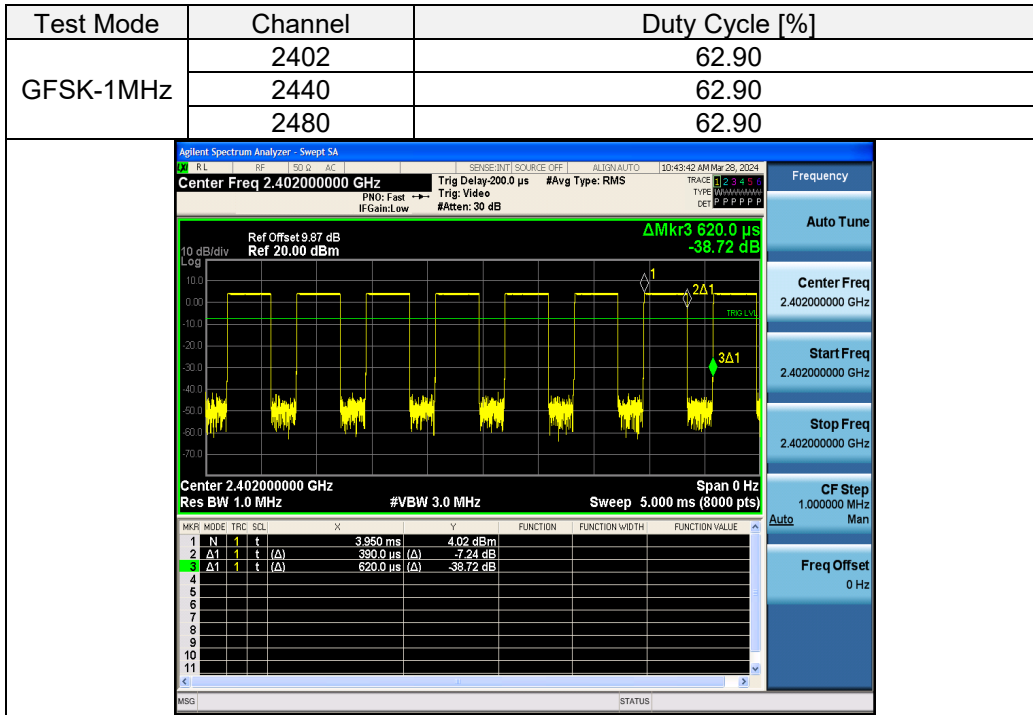 Test Mode Channel Duty Cycle [%]
GFSK-1MHz 2402 62.90
2440 62.90
2480 62.90
Agilent Spectrum Analyzer - Swept SA
RL RF 50 Ω AC SENSE:INT SOURCE OFF ALIGN AUTO 10:43:42 AM Mar 28, 2024
Center Freq 2.402000000 GHz Trig Delay-200.0 µs #Avg Type: RMS TRACE 1 2 3 4 5 6
PNO: Fast Trig: Video TYPE
IFGain:Low #Atten: 30 dB DET P P P P P P
Frequency
Auto Tune
Center Freq
2.402000000 GHz
Start Freq
2.402000000 GHz
Stop Freq
2.402000000 GHz
CF Step
1.000000 MHz
Auto Man
Freq Offset
0 Hz
ΔMkr3 620.0 µs
-38.72 dB
Ref Offset 9.87 dB
10 dB/div Ref 20.00 dBm
Log
10.0
0.00
-10.0
-20.0
-30.0
-40.0
-50.0
-60.0
-70.0
1
2Δ1
TRIG LVL
3Δ1
Center 2.402000000 GHz Span 0 Hz
Res BW 1.0 MHz #VBW 3.0 MHz Sweep 5.000 ms (8000 pts)
MKR MODE TRC SCL X Y FUNCTION FUNCTION WIDTH FUNCTION VALUE
1 N 1 t 3.950 ms 4.02 dBm
2 Δ1 1 t (Δ) 390.0 µs (Δ) -7.24 dB
3 Δ1 1 t (Δ) 620.0 µs (Δ) -38.72 dB
4
5
6
7
8
9
10
11
MSG STATUS